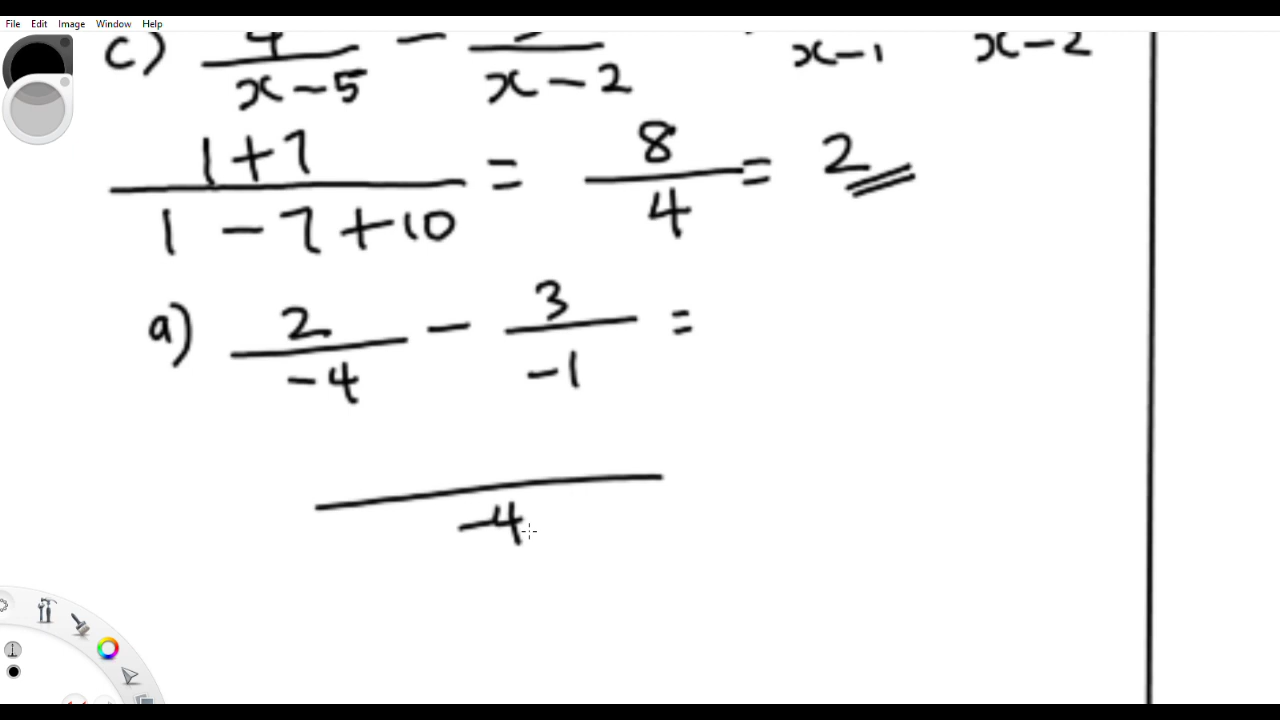 File Edit Image Window Help
c) 4/(x-5) - /(x-2) x-1 x-2
(1+7)/(1-7+10) = 8/4 = 2
a) 2/-4 - 3/-1 =
-4